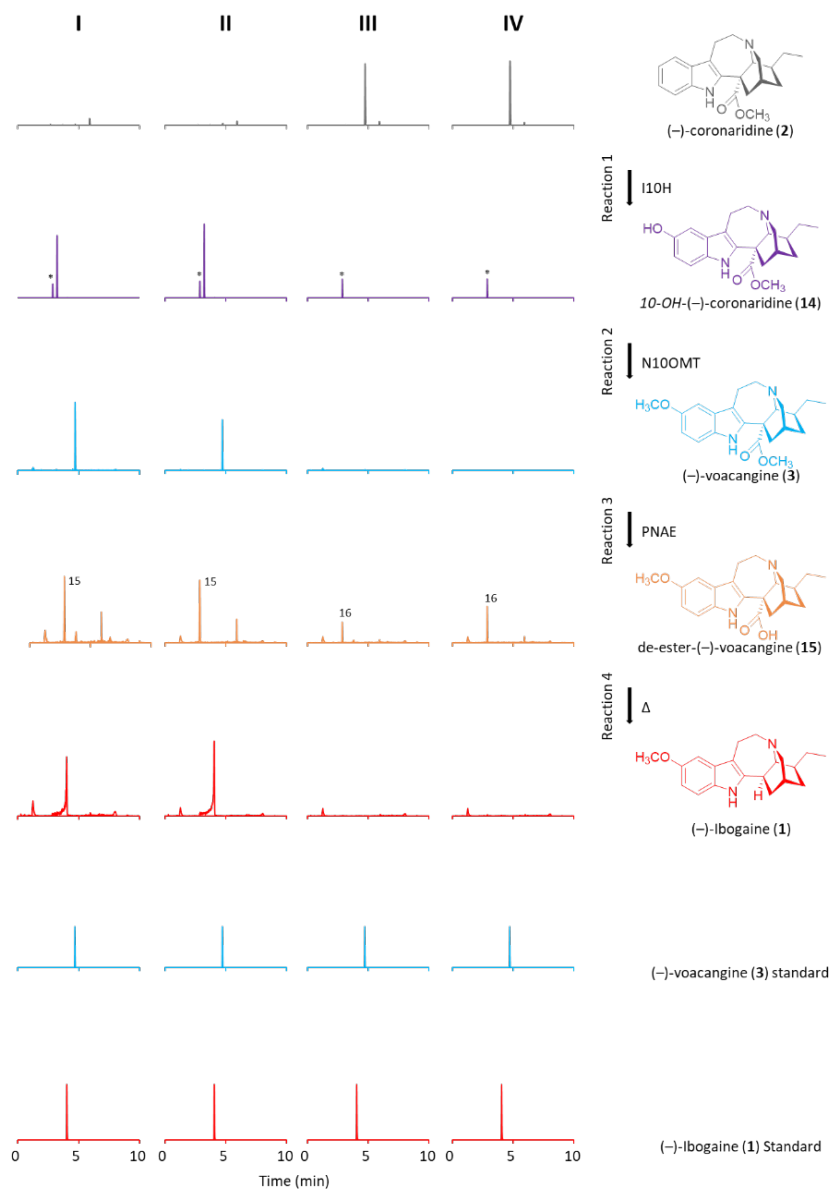 I II III IV
N
N
H
O
OCH₃
(–)-coronaridine (2)
Reaction 1
I10H
HO
N
N
H
O
OCH₃
* * * *
10-OH-(–)-coronaridine (14)
Reaction 2
N10OMT
H₃CO
N
N
H
O
OCH₃
(–)-voacangine (3)
Reaction 3
PNAE
15 15 16 16
H₃CO
N
N
H
O
OH
de-ester-(–)-voacangine (15)
Reaction 4
Δ
H₃CO
N
N
H
H
(–)-Ibogaine (1)
(–)-voacangine (3) standard
(–)-Ibogaine (1) Standard
0 5 10 0 5 10 0 5 10 0 5 10
Time (min)